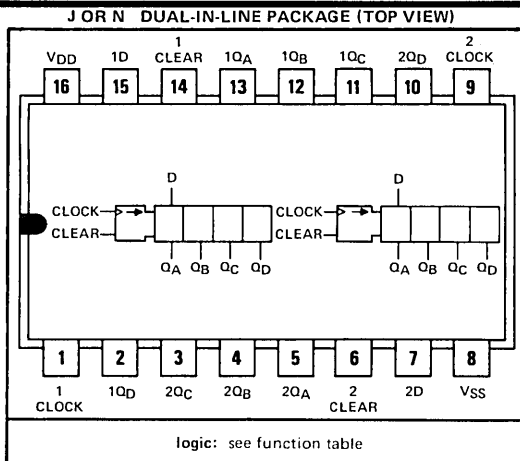 J OR N DUAL-IN-LINE PACKAGE (TOP VIEW)
VDD 1D 1 CLEAR 1QA 1QB 1QC 2QD 2 CLOCK
16 15 14 13 12 11 10 9
D D
CLOCK CLOCK
CLEAR CLEAR
QA QB QC QD QA QB QC QD
1 2 3 4 5 6 7 8
1 CLOCK 1QD 2QC 2QB 2QA 2 CLEAR 2D VSS
logic: see function table